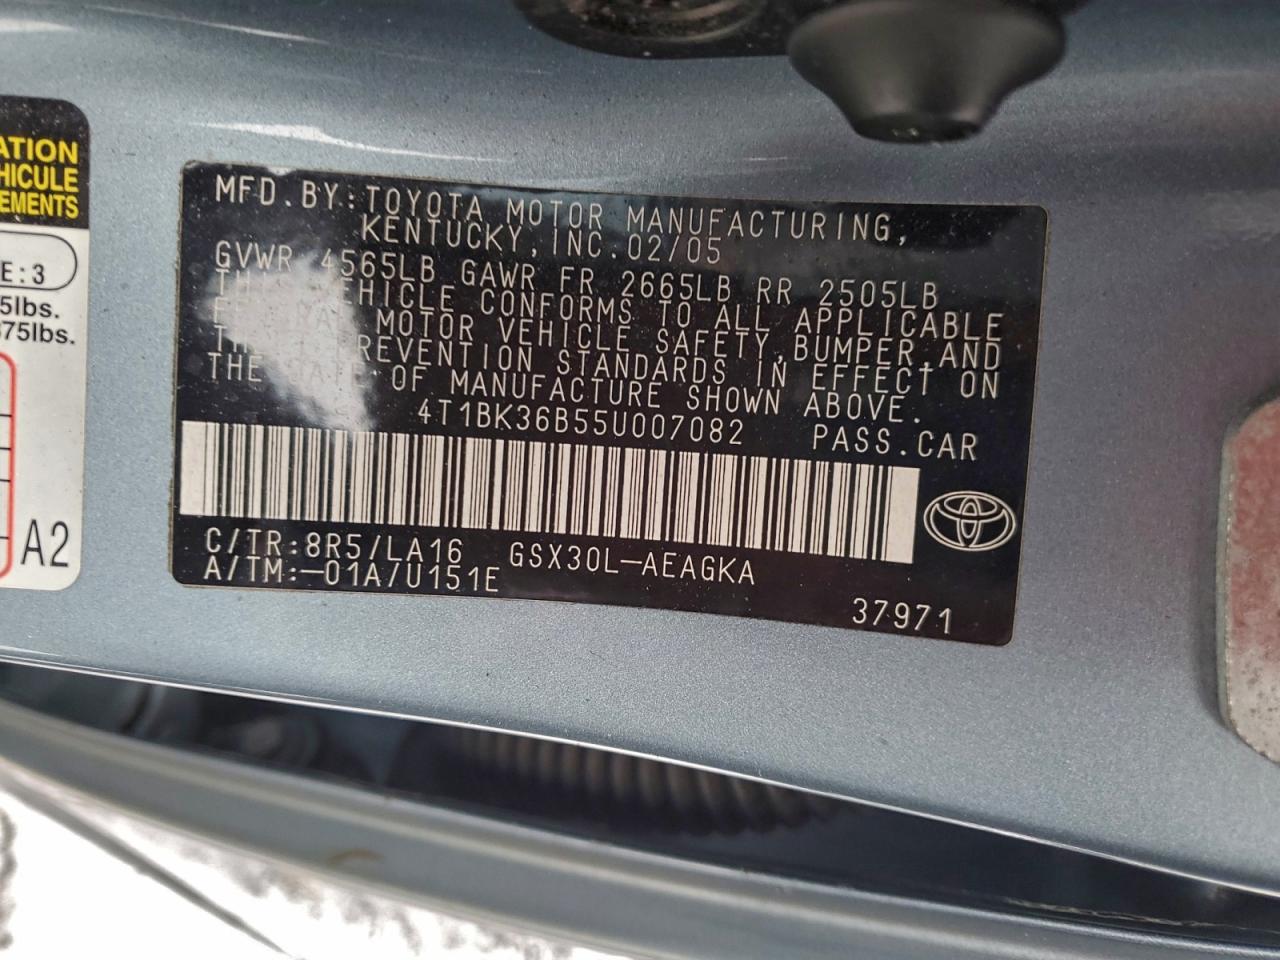 ATION
HICULE
EMENTS
E:3
5lbs.
75lbs.
A2
MFD.BY:TOYOTA MOTOR MANUFACTURING,
KENTUCKY,INC.02/05
GVWR 4565LB GAWR FR 2665LB RR 2505LB
VEHICLE CONFORMS TO ALL APPLICABLE
MOTOR VEHICLE SAFETY,BUMPER,AND
PREVENTION STANDARDS IN EFFECT ON
THE DATE OF MANUFACTURE SHOWN ABOVE.
4T1BK36B55U007082 PASS.CAR
C/TR:8R5/LA16 GSX30L-AEAGKA
A/TM:-01A/U151E
37971